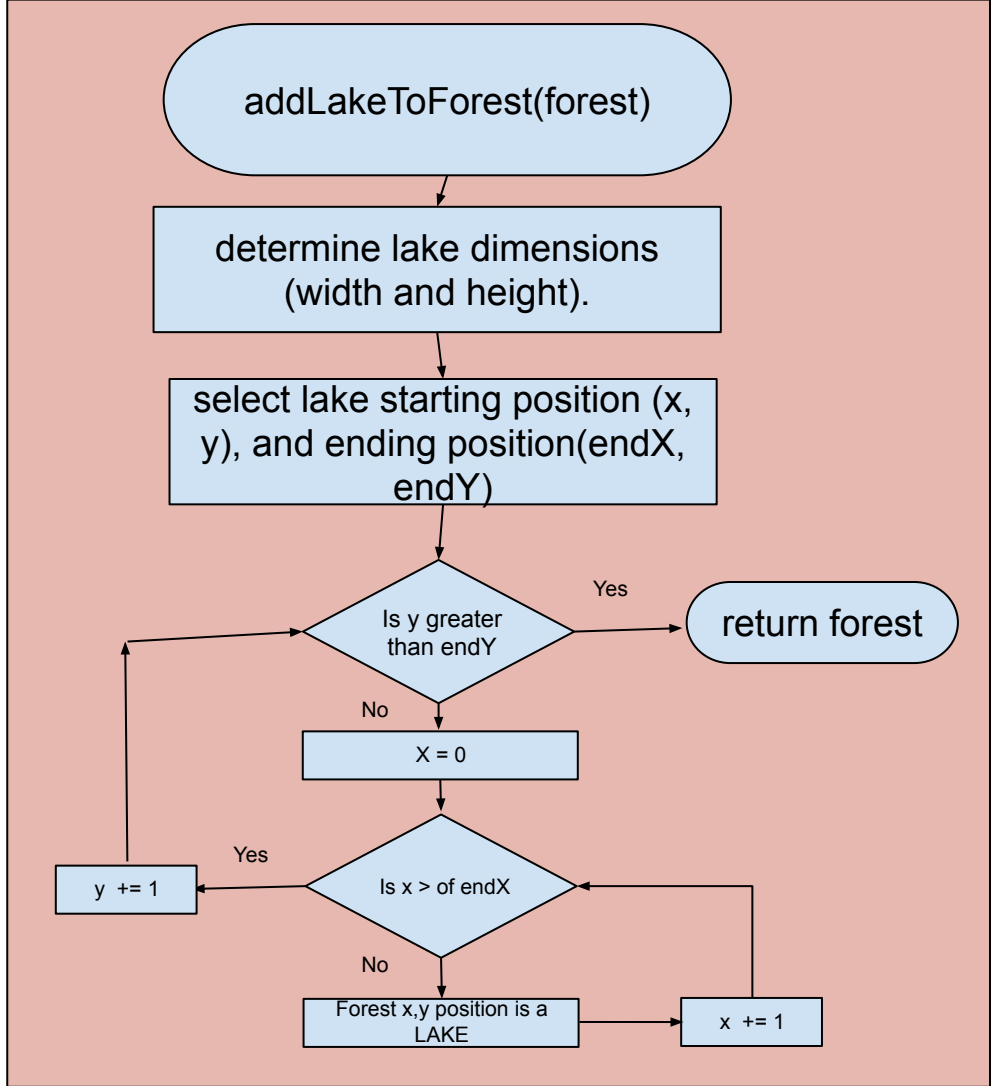 addLakeToForest(forest)
determine lake dimensions
(width and height).
select lake starting position (x,
y), and ending position(endX,
endY)
Is y greater
than endY
Yes
return forest
No
X = 0
Is x > of endX
Yes
y += 1
No
Forest x,y position is a
LAKE
x += 1